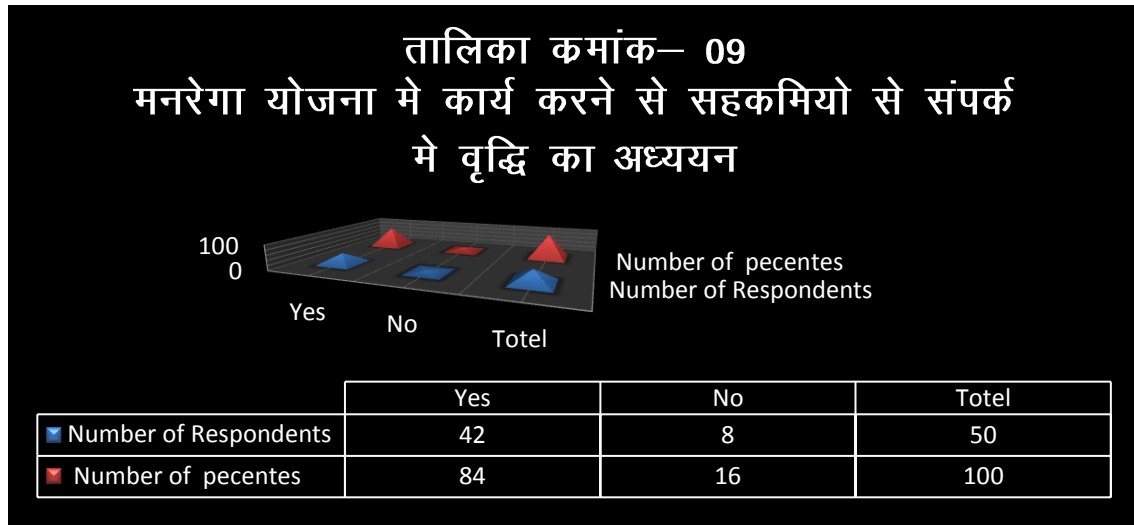 तालिका क्रमांक– 09
मनरेगा योजना मे कार्य करने से सहकमियो से संपर्क
मे वृद्धि का अध्ययन
100
0
Number of pecentes
Number of Respondents
Yes
No
Totel
Yes No Totel
Number of Respondents 42 8 50
Number of pecentes 84 16 100